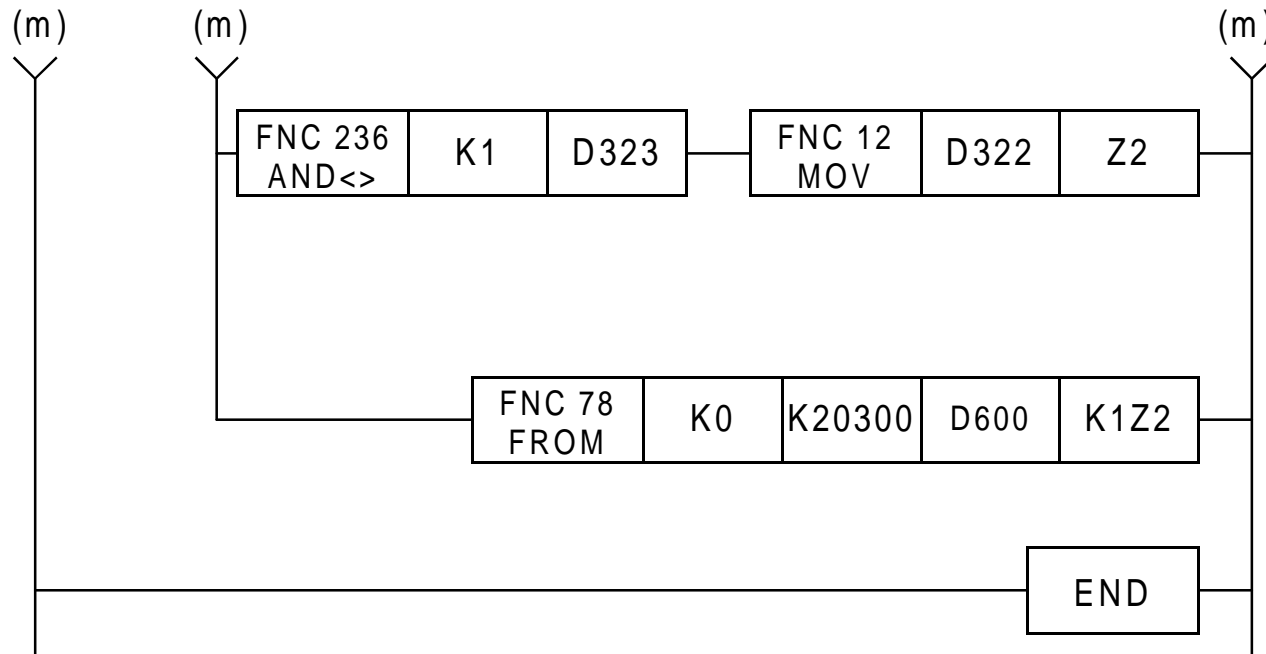 (m) (m) (m)
FNC 236 AND<> K1 D323 FNC 12 MOV D322 Z2
FNC 78 FROM K0 K20300 D600 K1Z2
END